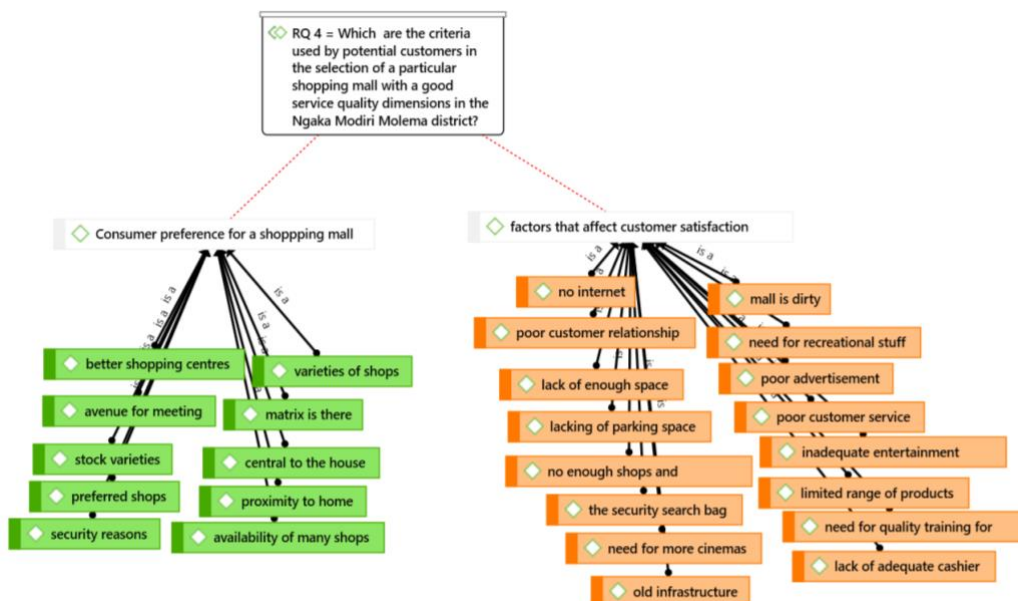 RQ 4 = Which are the criteria
used by potential customers in
the selection of a particular
shopping mall with a good
service quality dimensions in the
Ngaka Modiri Molema district?
Consumer preference for a shoppping mall
factors that affect customer satisfaction
is a
is a
is a
is a
is a
is a
is a
better shopping centres
varieties of shops
avenue for meeting
matrix is there
stock varieties
central to the house
preferred shops
proximity to home
security reasons
availability of many shops
is a
is a
no internet
mall is dirty
poor customer relationship
need for recreational stuff
lack of enough space
poor advertisement
lacking of parking space
poor customer service
no enough shops and
inadequate entertainment
the security search bag
limited range of products
need for more cinemas
need for quality training for
old infrastructure
lack of adequate cashier